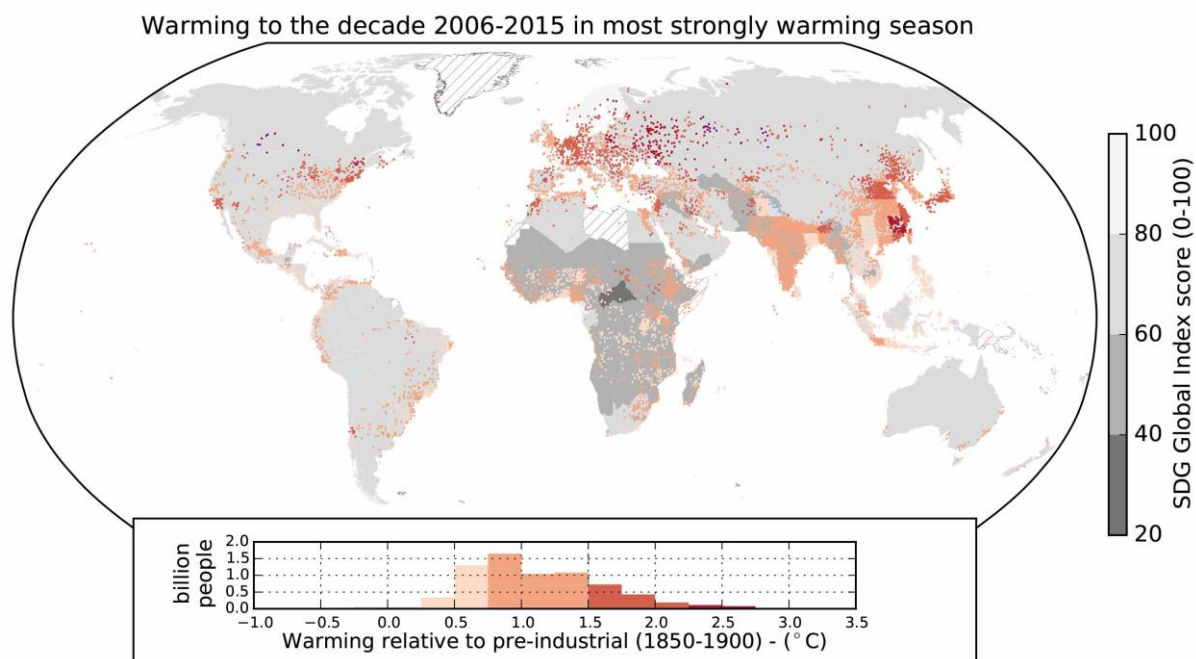 Warming to the decade 2006-2015 in most strongly warming season
100
80
60
40
20
SDG Global Index score (0-100)
billion
people
2.0
1.5
1.0
0.5
0.0
−1.0 −0.5 0.0 0.5 1.0 1.5 2.0 2.5 3.0 3.5
Warming relative to pre-industrial (1850-1900) - (°C)